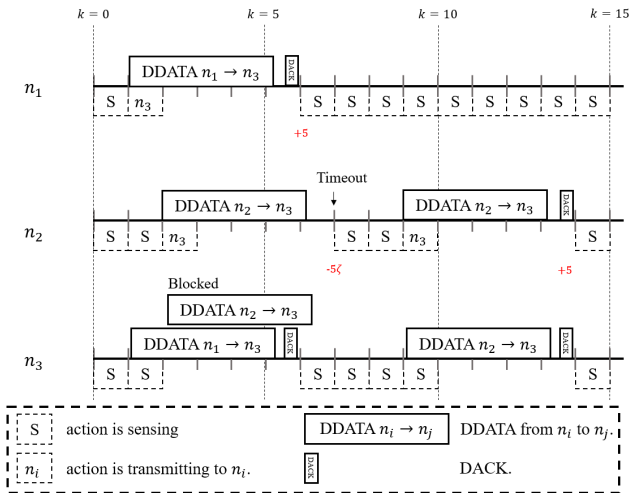 k = 0 k = 5 k = 10 k = 15
DDATA n₁ → n₃ DACK
n₁
S n₃ S S S S S S S S S
+5
Timeout
DDATA n₂ → n₃ DDATA n₂ → n₃ DACK
n₂
S S n₃ S S n₃ S
-5ζ +5
Blocked
DDATA n₂ → n₃
DDATA n₁ → n₃ DACK DDATA n₂ → n₃ DACK
n₃
S S S S S S S
S action is sensing DDATA nᵢ → nⱼ DDATA from nᵢ to nⱼ.
nᵢ action is transmitting to nᵢ. DACK DACK.